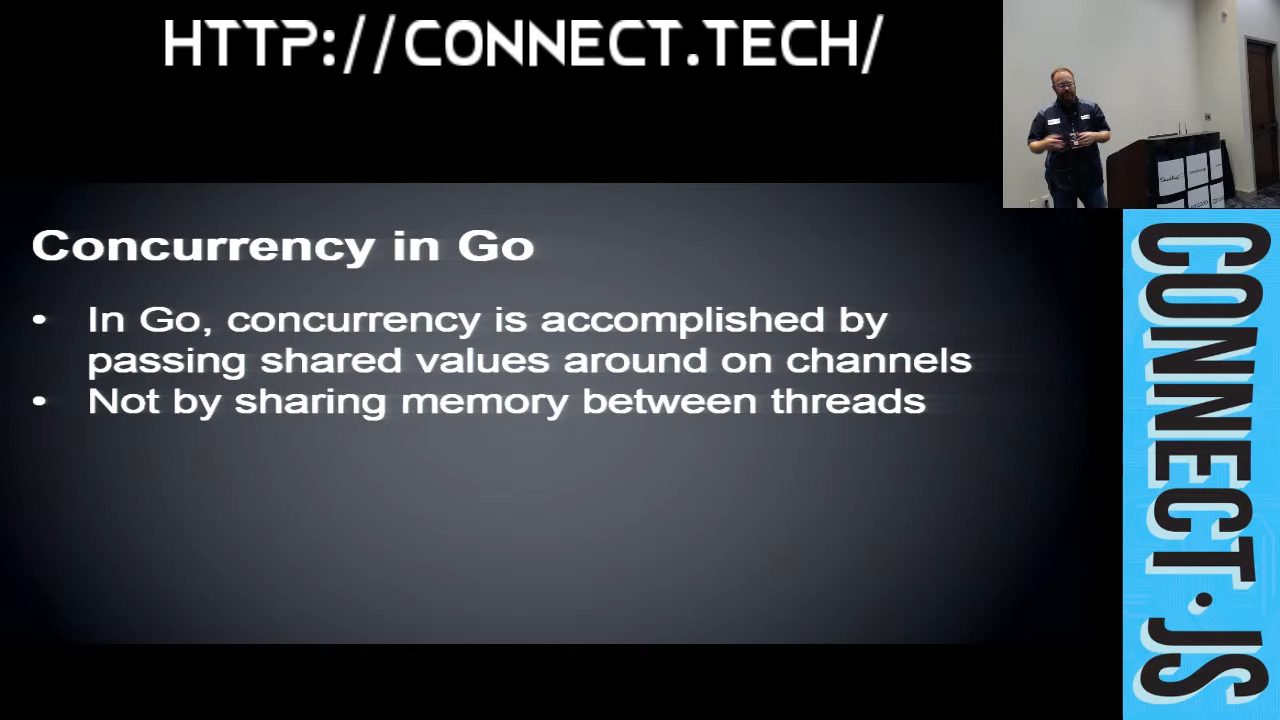 HTTP://CONNECT.TECH/
Concurrency in Go
• In Go, concurrency is accomplished by
passing shared values around on channels
• Not by sharing memory between threads
CONNECT.JS